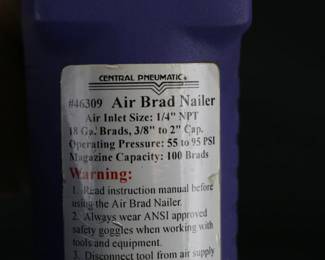 CENTRAL PNEUMATIC®
#46309 Air Brad Nailer
Air Inlet Size: 1/4" NPT
18 Ga. Brads, 3/8" to 2" Cap.
Operating Pressure: 55 to 95 PSI
Magazine Capacity: 100 Brads
Warning:
1. Read instruction manual before
using the Air Brad Nailer.
2. Always wear ANSI approved
safety goggles when working with
tools and equipment.
3. Disconnect tool from air supply